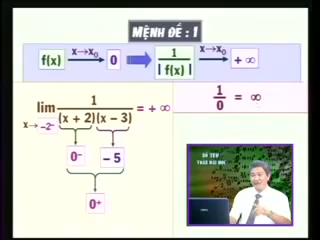 MỆNH ĐỀ : 1
f(x) x→x₀ 0 1/|f(x)| x→x₀ + ∞
lim 1/((x + 2)(x – 3)) = + ∞
x→ –2⁻
1/0 = ∞
0⁻ – 5
0⁺